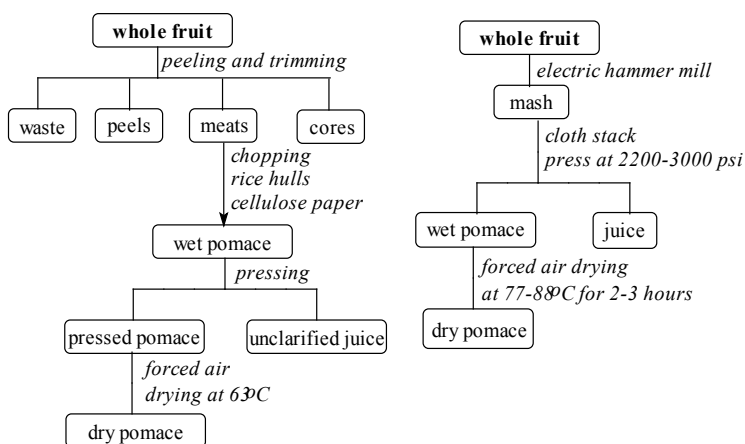 whole fruit
peeling and trimming
waste
peels
meats
cores
chopping
rice hulls
cellulose paper
wet pomace
pressing
pressed pomace
unclarified juice
forced air
drying at 63ºC
dry pomace
whole fruit
electric hammer mill
mash
cloth stack
press at 2200-3000 psi
wet pomace
juice
forced air drying
at 77-88ºC for 2-3 hours
dry pomace